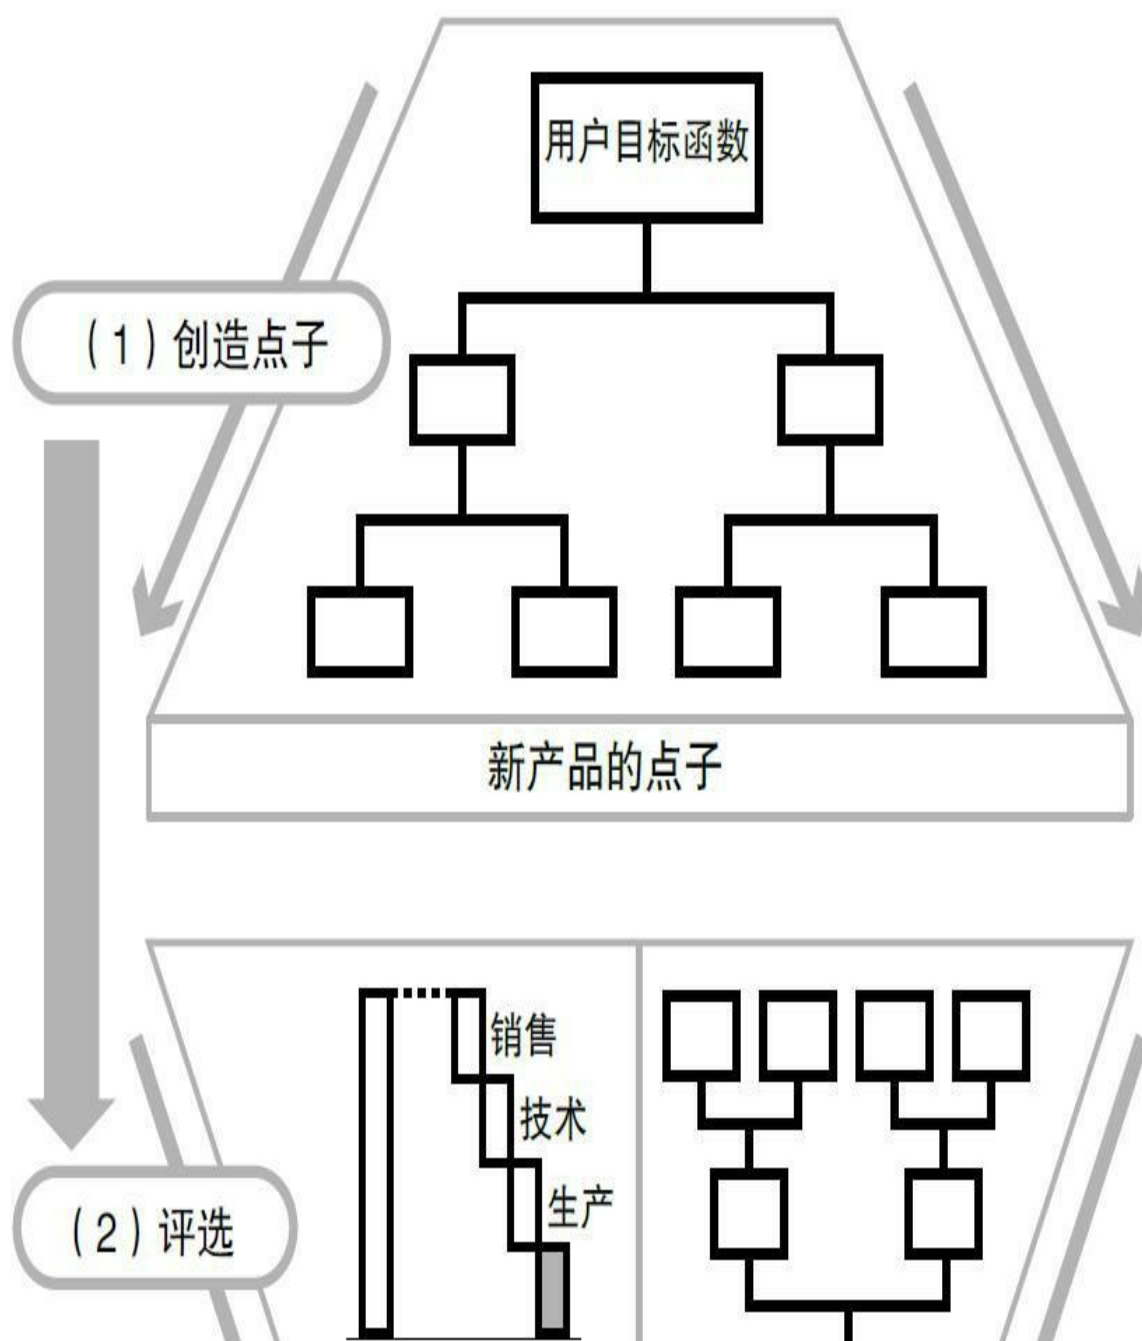 用户目标函数
（1）创造点子
新产品的点子
销售
技术
生产
（2）评选